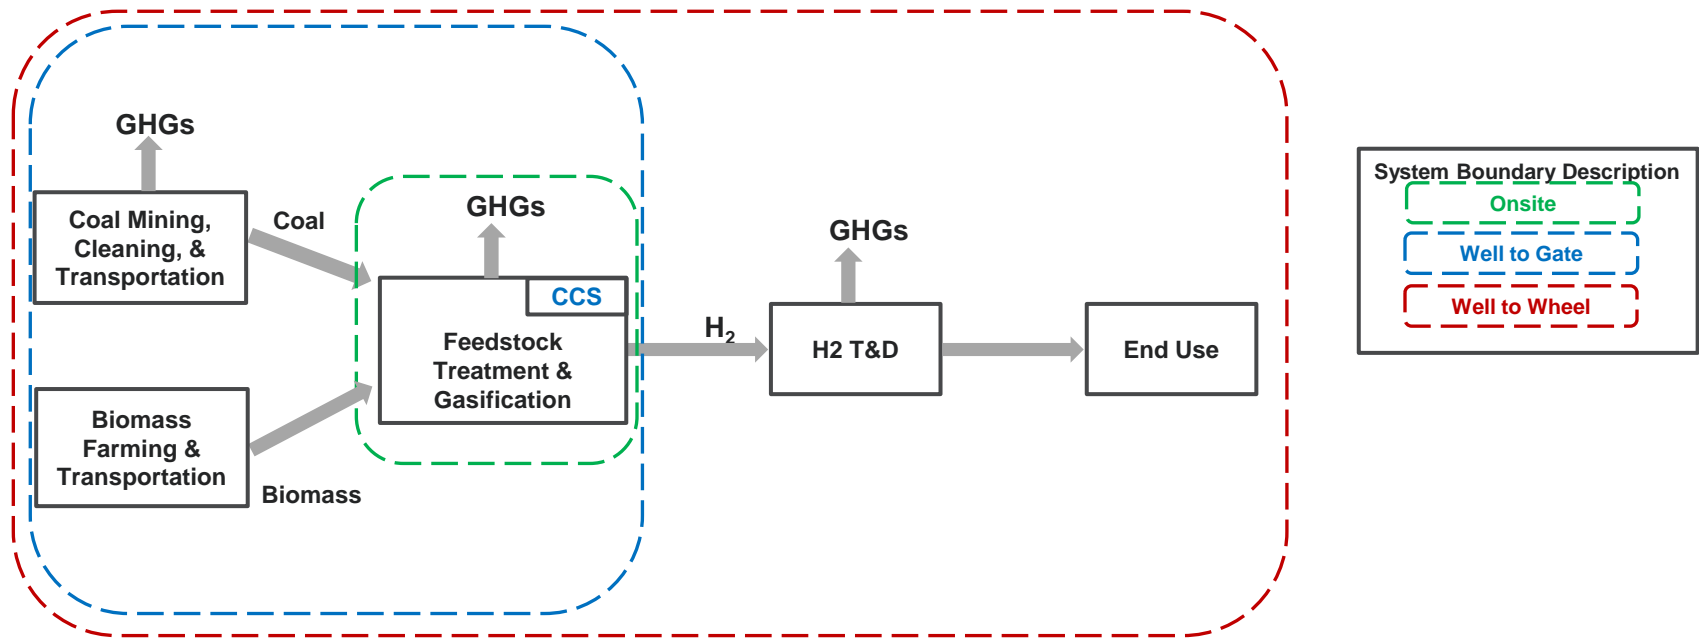 GHGs
Coal Mining,
Cleaning, &
Transportation
Coal
Biomass
Farming &
Transportation
Biomass
GHGs
CCS
Feedstock
Treatment &
Gasification
H₂
GHGs
H2 T&D
End Use
System Boundary Description
Onsite
Well to Gate
Well to Wheel